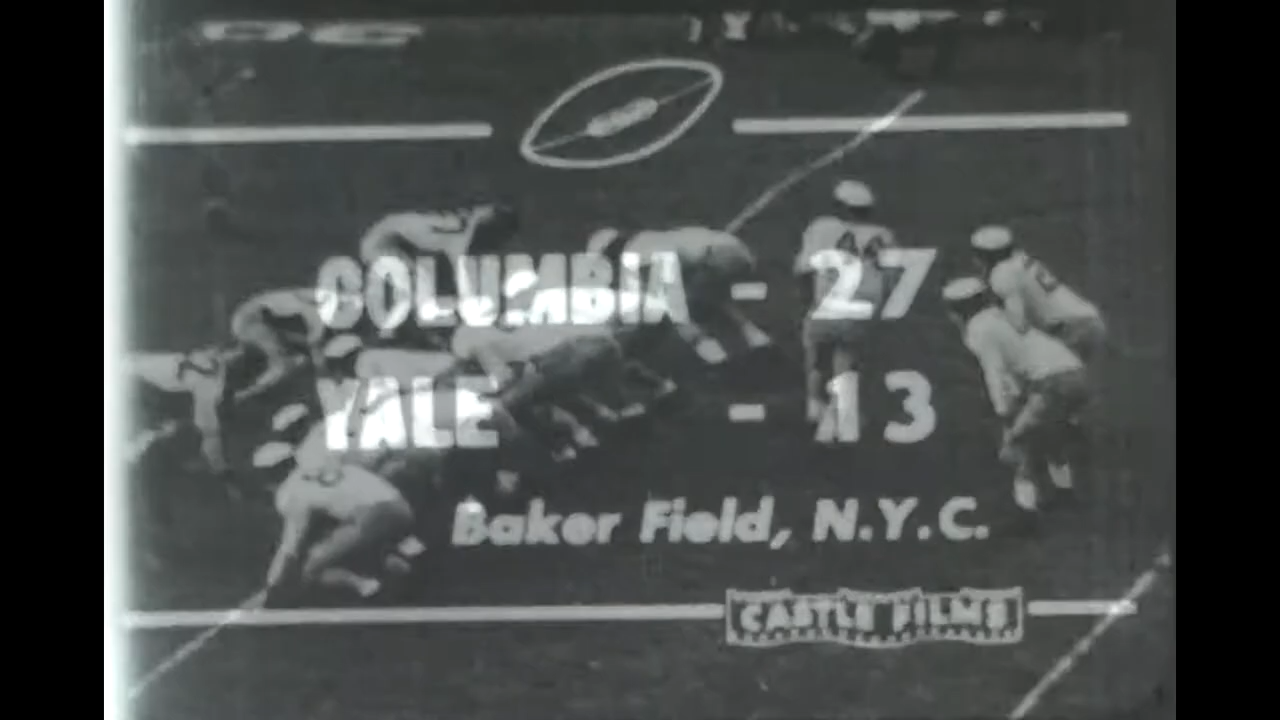 COLUMBIA - 27
YALE - 13
Baker Field, N.Y.C.
CASTLE FILMS